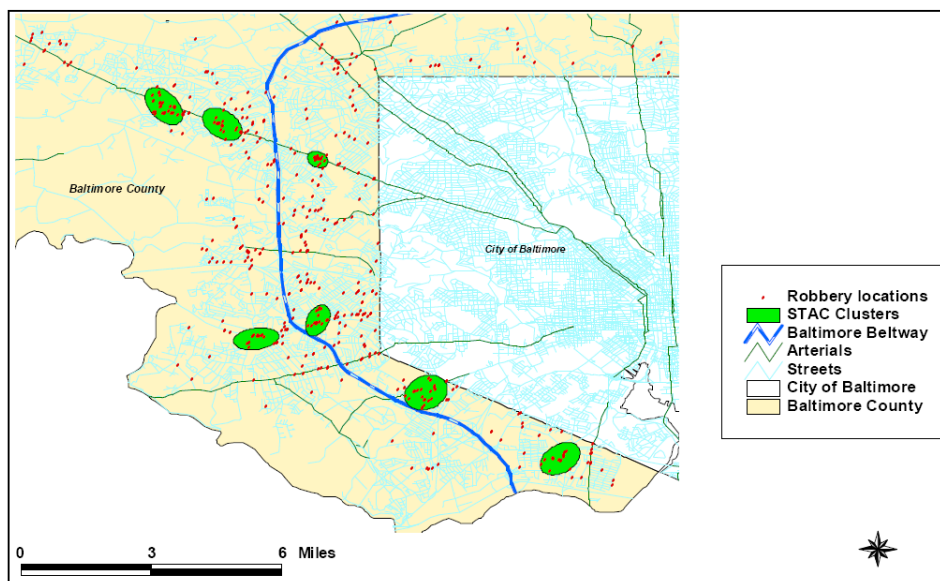 Baltimore County
City of Baltimore
Robbery locations
STAC Clusters
Baltimore Beltway
Arterials
Streets
City of Baltimore
Baltimore County
0 3 6 Miles